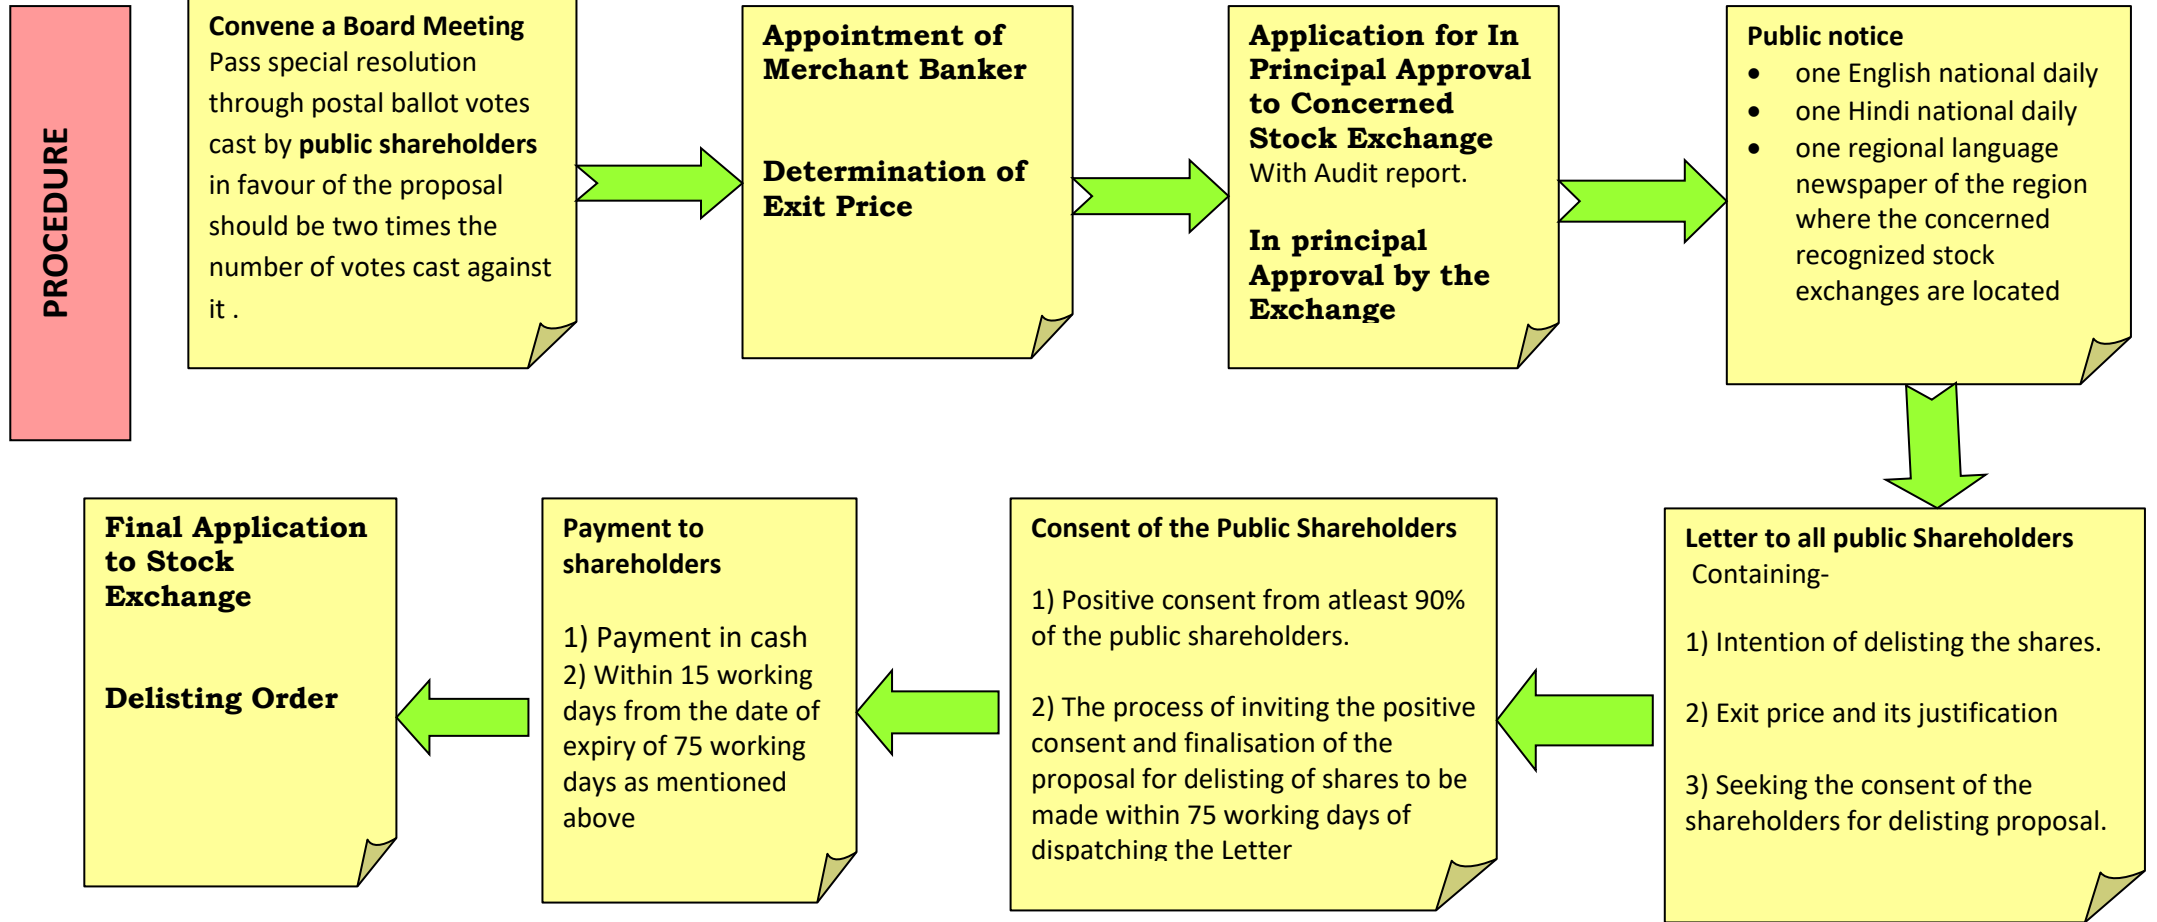 PROCEDURE
Convene a Board Meeting
Pass special resolution
through postal ballot votes
cast by public shareholders
in favour of the proposal
should be two times the
number of votes cast against
it .
Appointment of
Merchant Banker
Determination of
Exit Price
Application for In
Principal Approval
to Concerned
Stock Exchange
With Audit report.
In principal
Approval by the
Exchange
Public notice
• one English national daily
• one Hindi national daily
• one regional language
newspaper of the region
where the concerned
recognized stock
exchanges are located
Letter to all public Shareholders
Containing-
1) Intention of delisting the shares.
2) Exit price and its justification
3) Seeking the consent of the
shareholders for delisting proposal.
Consent of the Public Shareholders
1) Positive consent from atleast 90%
of the public shareholders.
2) The process of inviting the positive
consent and finalisation of the
proposal for delisting of shares to be
made within 75 working days of
dispatching the Letter
Payment to
shareholders
1) Payment in cash
2) Within 15 working
days from the date of
expiry of 75 working
days as mentioned
above
Final Application
to Stock
Exchange
Delisting Order